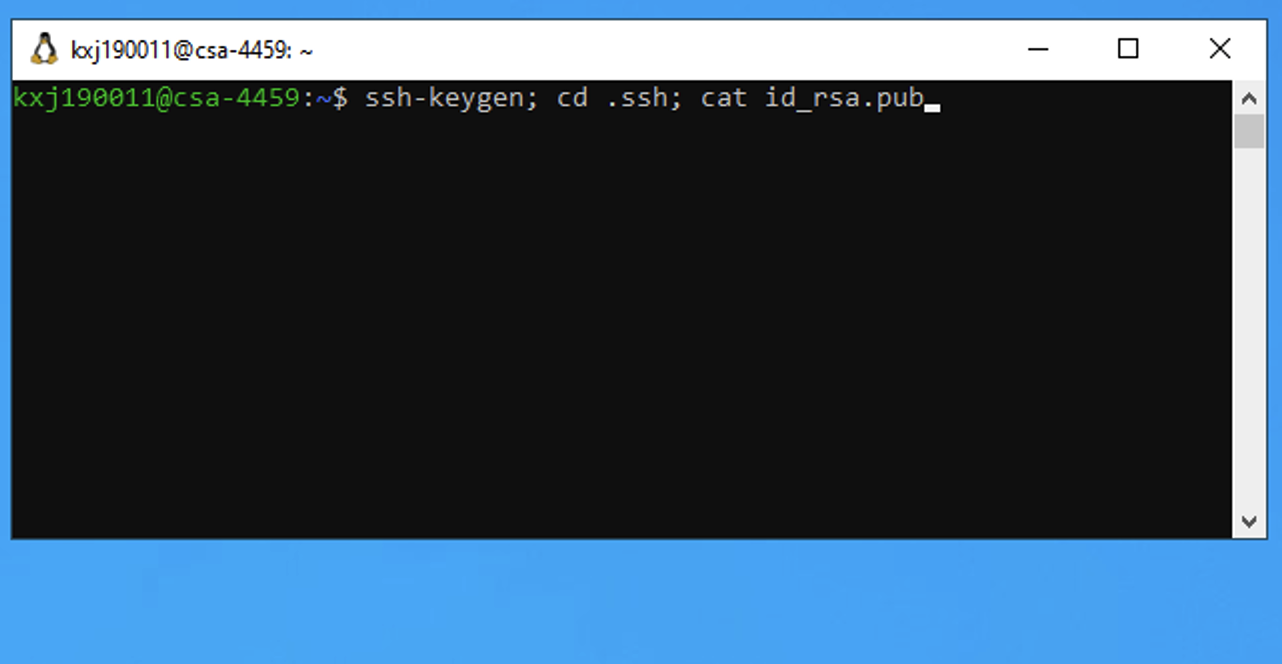 kxj190011@csa-4459: ~
kxj190011@csa-4459:~$ ssh-keygen; cd .ssh; cat id_rsa.pub